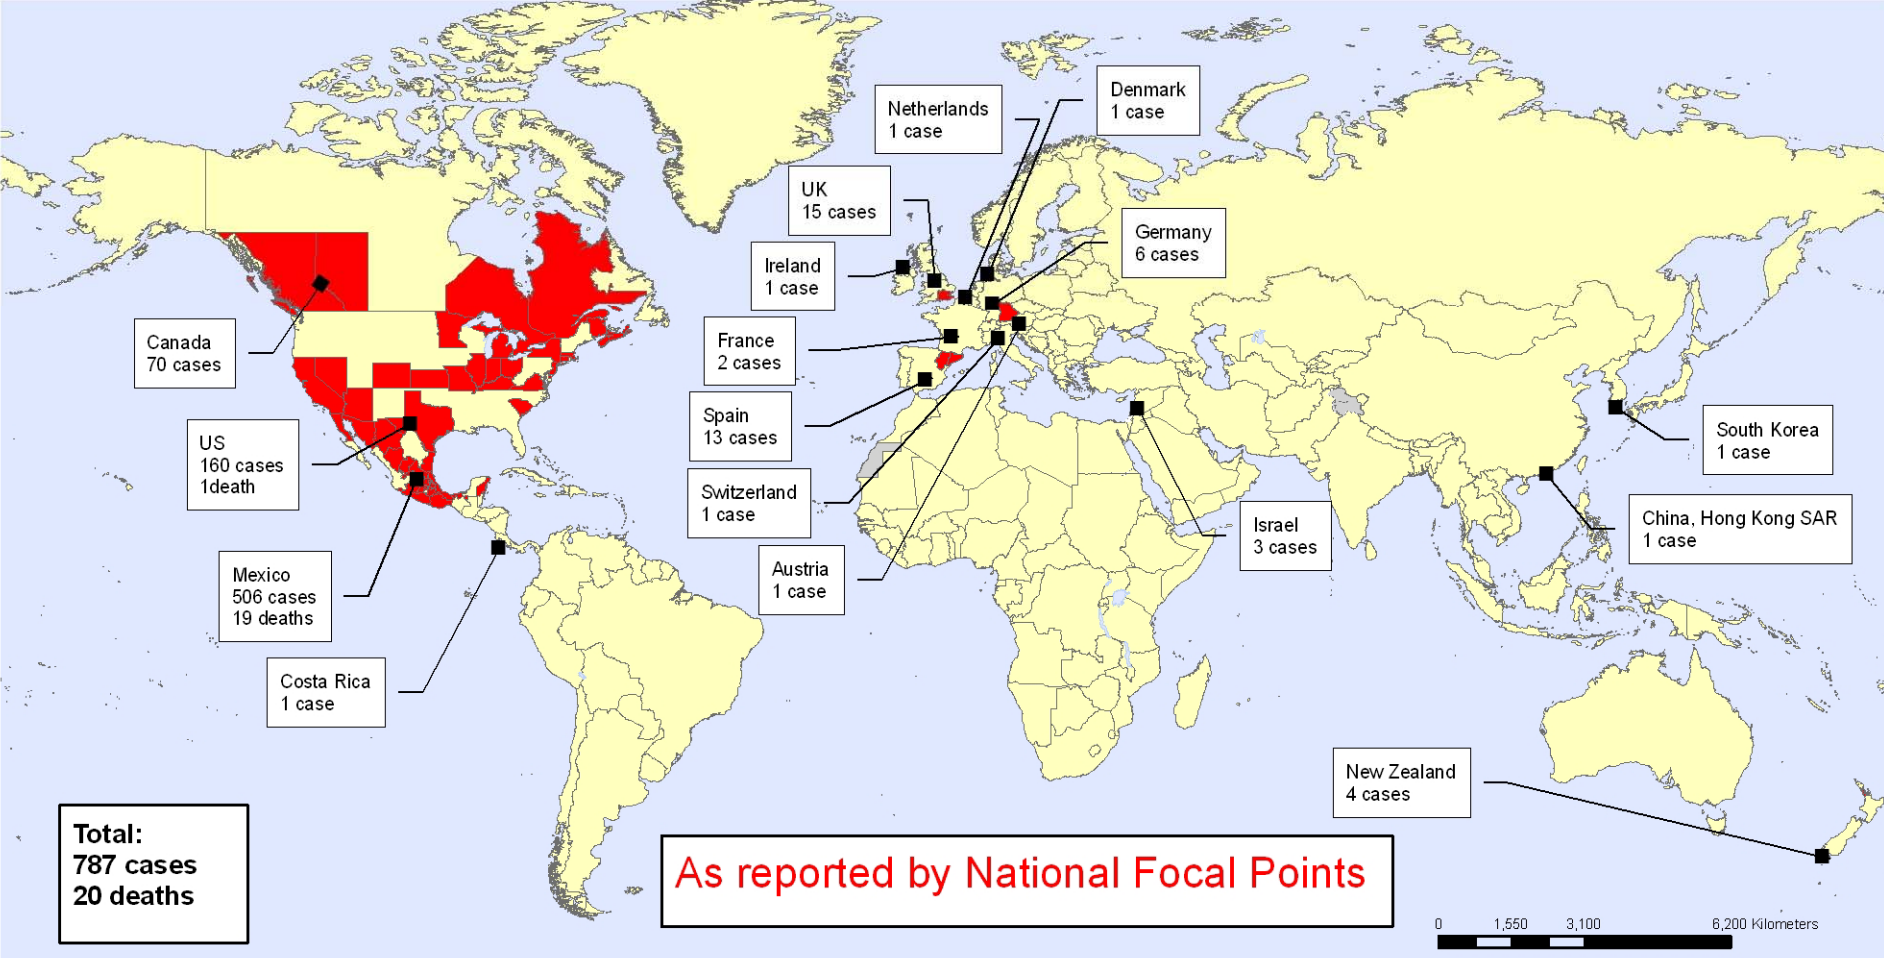 Denmark
1 case
Netherlands
1 case
UK
15 cases
Germany
6 cases
Ireland
1 case
Canada
70 cases
France
2 cases
Spain
13 cases
South Korea
1 case
US
160 cases
1death
Switzerland
1 case
China, Hong Kong SAR
1 case
Israel
3 cases
Austria
1 case
Mexico
506 cases
19 deaths
Costa Rica
1 case
New Zealand
4 cases
Total:
787 cases
20 deaths
As reported by National Focal Points
0 1,550 3,100 6,200 Kilometers